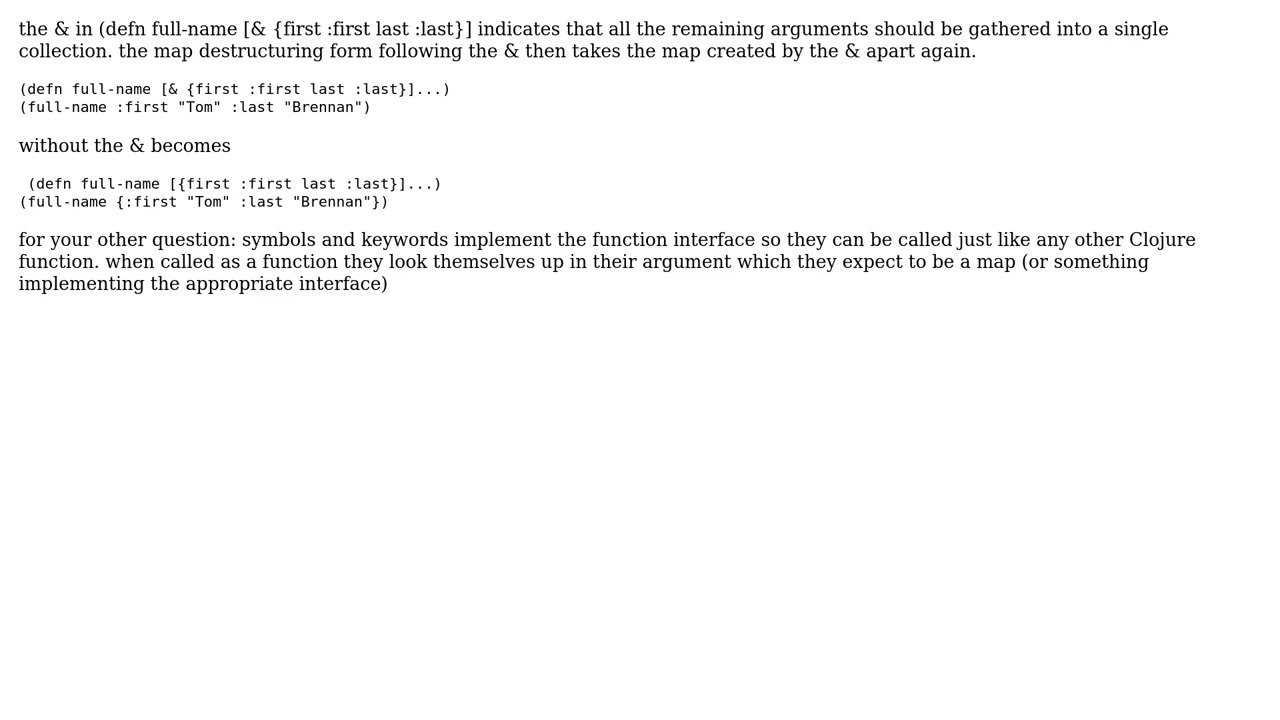 the & in (defn full-name [& {first :first last :last}] indicates that all the remaining arguments should be gathered into a single
collection. the map destructuring form following the & then takes the map created by the & apart again.
(defn full-name [& {first :first last :last}]...)
(full-name :first "Tom" :last "Brennan")
without the & becomes
(defn full-name [{first :first last :last}]...)
(full-name {:first "Tom" :last "Brennan"})
for your other question: symbols and keywords implement the function interface so they can be called just like any other Clojure
function. when called as a function they look themselves up in their argument which they expect to be a map (or something
implementing the appropriate interface)